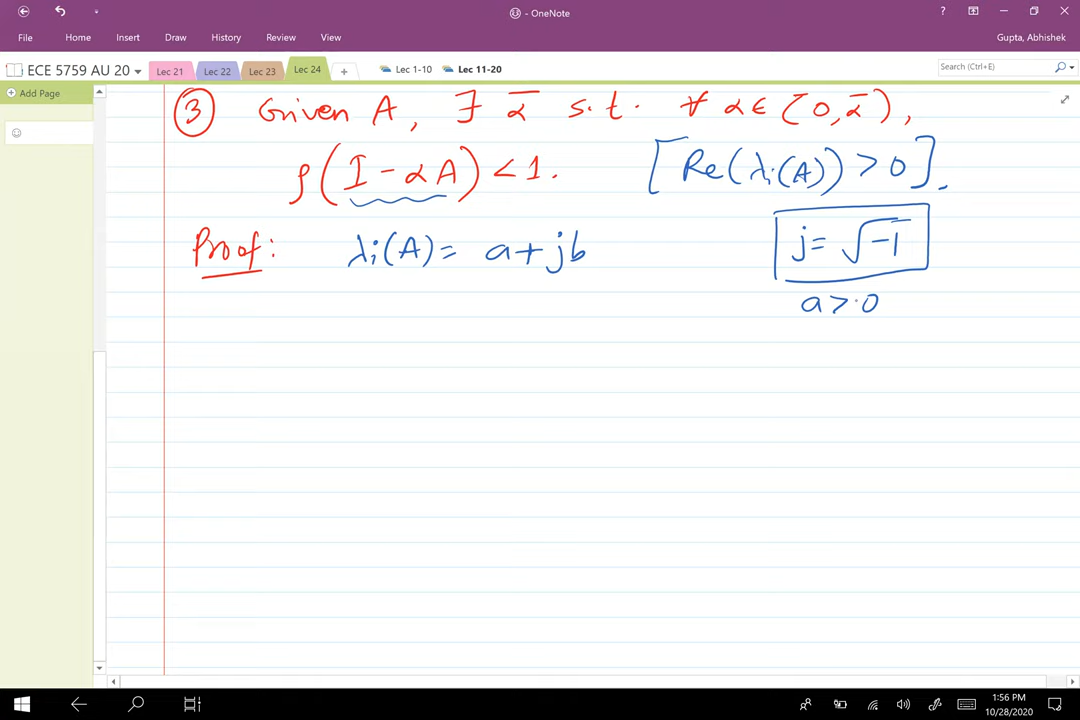 - OneNote
?
File Home Insert Draw History Review View Gupta, Abhishek
ECE 5759 AU 20 Lec 21 Lec 22 Lec 23 Lec 24 + Lec 1-10 Lec 11-20 Search (Ctrl+E)
Add Page
③ Given A, ∃ ᾱ s.t. ∀ α ∈ (0, ᾱ),
ρ(I - αA) < 1. [Re(λi(A)) > 0].
Proof: λi(A) = a + jb j = √-1
a > 0
1:56 PM
10/28/2020